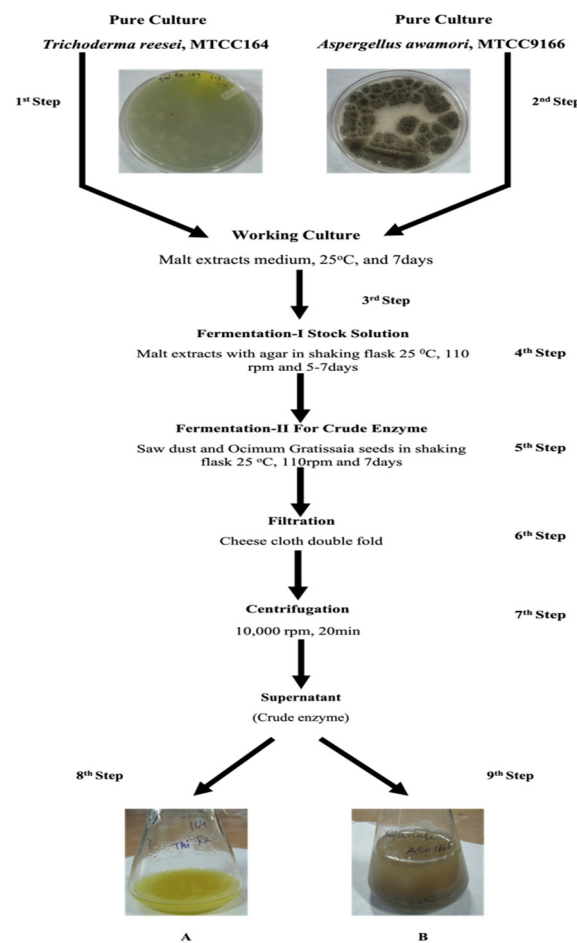 Pure Culture
Trichoderma reesei, MTCC164
Pure Culture
Aspergellus awamori, MTCC9166
1st Step
2nd Step
Working Culture
Malt extracts medium, 25°C, and 7days
3rd Step
Fermentation-I Stock Solution
Malt extracts with agar in shaking flask 25 ⁰C, 110
rpm and 5-7days
4th Step
Fermentation-II For Crude Enzyme
Saw dust and Ocimum Gratissaia seeds in shaking
flask 25 °C, 110rpm and 7days
5th Step
Filtration
Cheese cloth double fold
6th Step
Centrifugation
10,000 rpm, 20min
7th Step
Supernatant
(Crude enzyme)
8th Step
9th Step
164
A
B